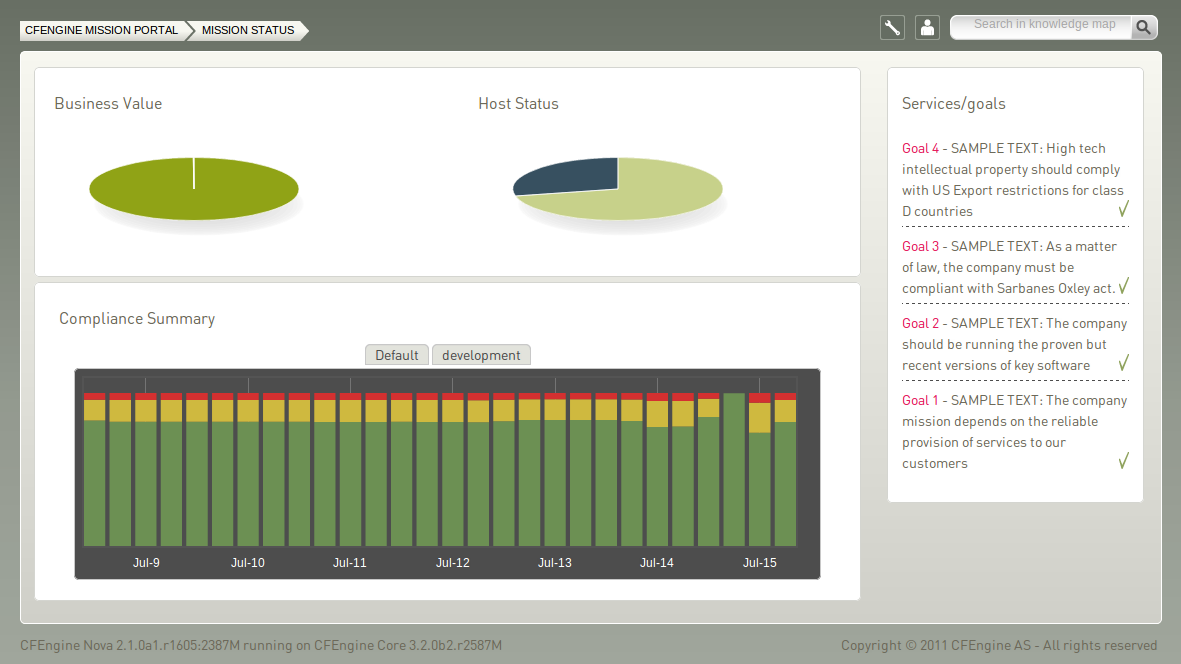 CFENGINE MISSION PORTAL
MISSION STATUS
Search in knowledge map
Business Value
Host Status
Compliance Summary
Default
development
Jul-9
Jul-10
Jul-11
Jul-12
Jul-13
Jul-14
Jul-15
Services/goals
Goal 4 - SAMPLE TEXT: High tech
intellectual property should comply
with US Export restrictions for class
D countries
Goal 3 - SAMPLE TEXT: As a matter
of law, the company must be
compliant with Sarbanes Oxley act.
Goal 2 - SAMPLE TEXT: The company
should be running the proven but
recent versions of key software
Goal 1 - SAMPLE TEXT: The company
mission depends on the reliable
provision of services to our
customers
CFEngine Nova 2.1.0a1.r1605:2387M running on CFEngine Core 3.2.0b2.r2587M
Copyright © 2011 CFEngine AS - All rights reserved